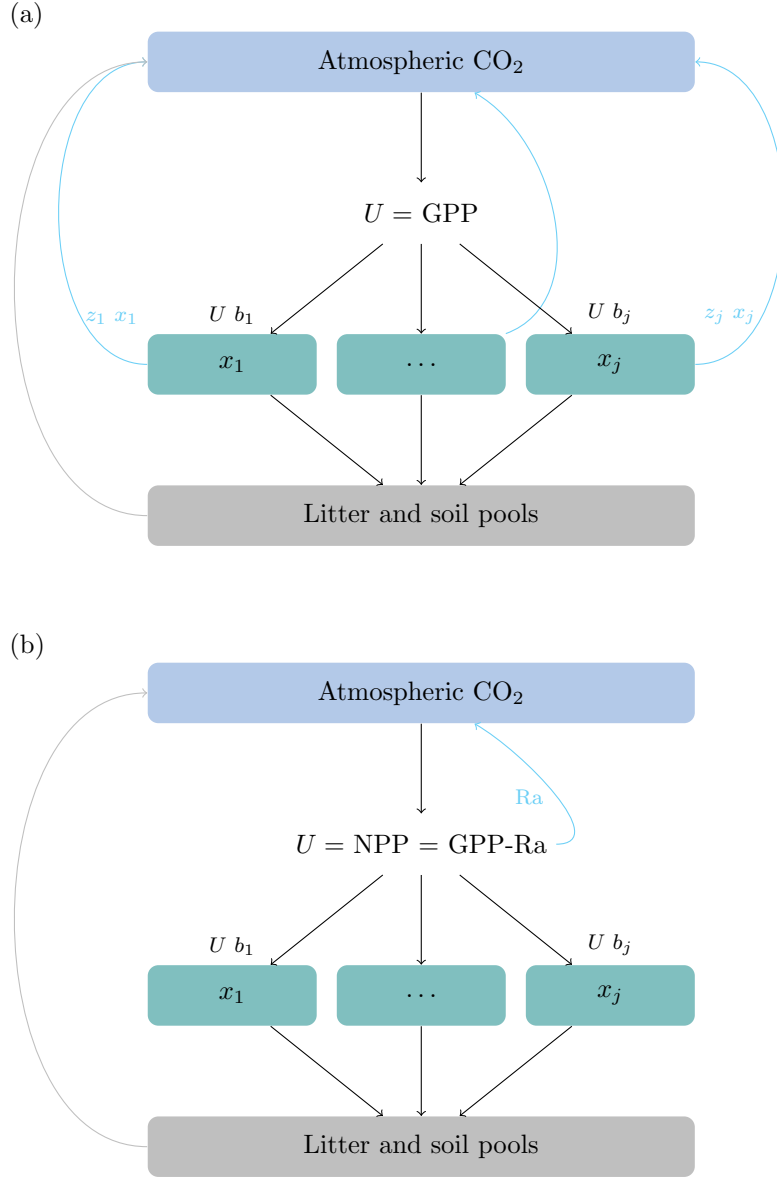 (a)
Atmospheric CO₂
U = GPP
z₁ x₁
U b₁
U bⱼ
zⱼ xⱼ
x₁
...
xⱼ
Litter and soil pools
(b)
Atmospheric CO₂
Ra
U = NPP = GPP-Ra
U b₁
U bⱼ
x₁
...
xⱼ
Litter and soil pools